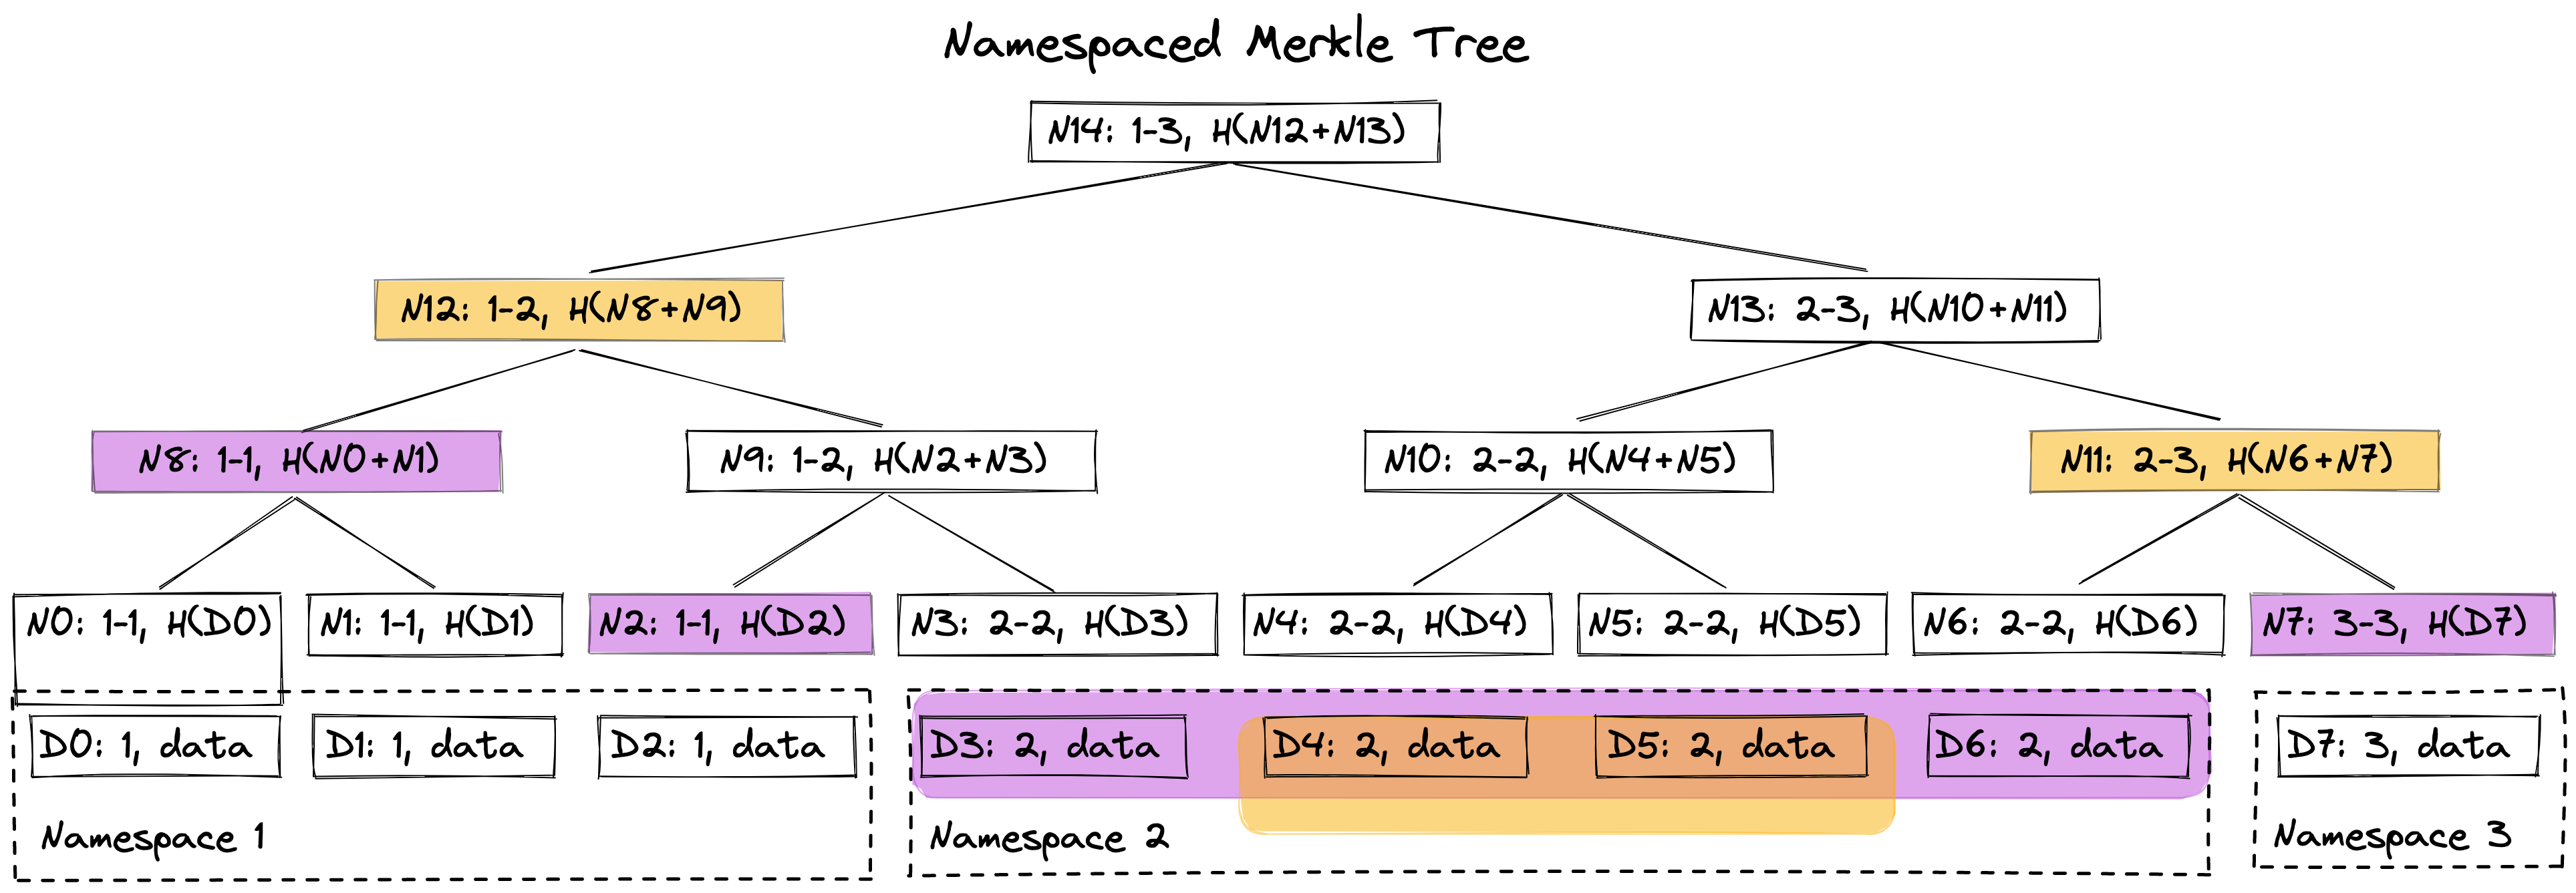 Namespaced Merkle Tree
N14: 1-3, H(N12+N13)
N12: 1-2, H(N8+N9)
N13: 2-3, H(N10+N11)
N8: 1-1, H(N0+N1)
N9: 1-2, H(N2+N3)
N10: 2-2, H(N4+N5)
N11: 2-3, H(N6+N7)
N0: 1-1, H(D0)
N1: 1-1, H(D1)
N2: 1-1, H(D2)
N3: 2-2, H(D3)
N4: 2-2, H(D4)
N5: 2-2, H(D5)
N6: 2-2, H(D6)
N7: 3-3, H(D7)
D0: 1, data
D1: 1, data
D2: 1, data
D3: 2, data
D4: 2, data
D5: 2, data
D6: 2, data
D7: 3, data
Namespace 1
Namespace 2
Namespace 3